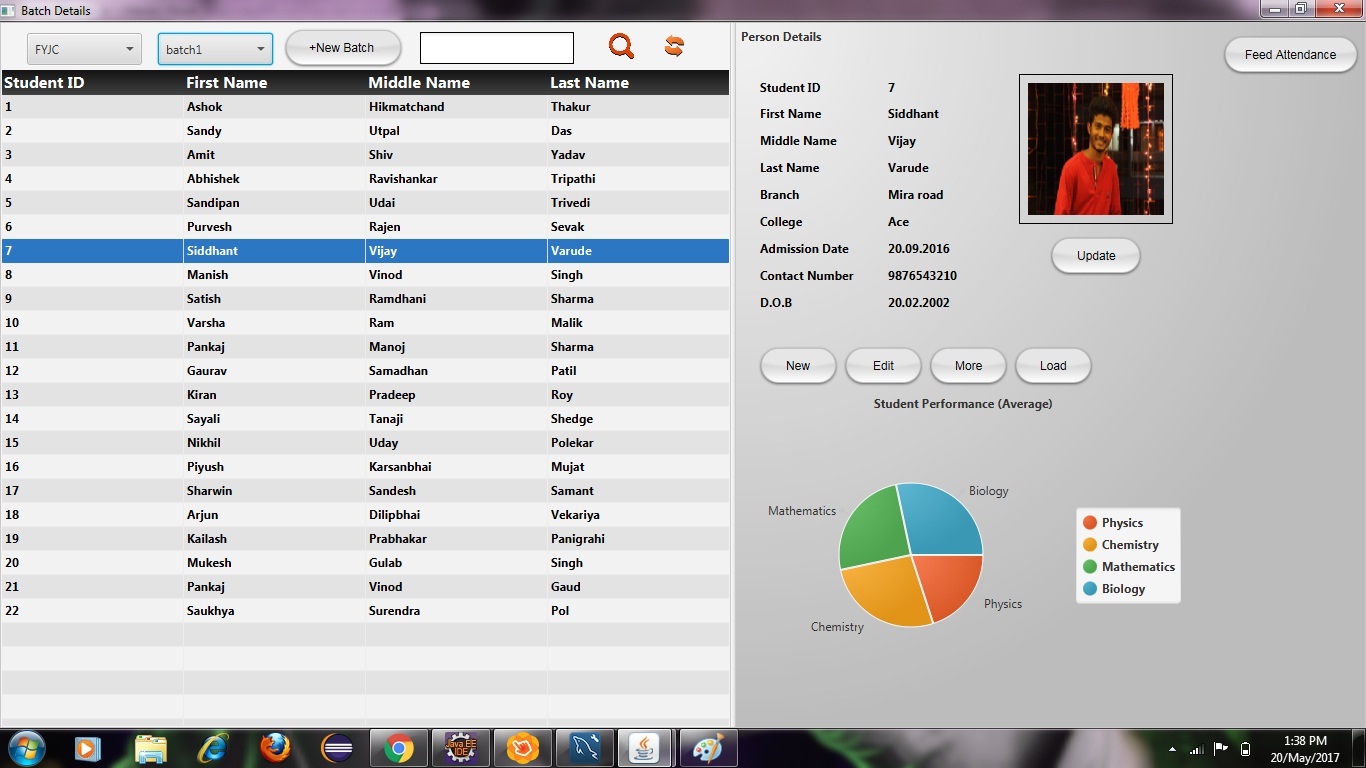 Batch Details
FYJC batch1 +New Batch
Student ID First Name Middle Name Last Name
1 Ashok Hikmatchand Thakur
2 Sandy Utpal Das
3 Amit Shiv Yadav
4 Abhishek Ravishankar Tripathi
5 Sandipan Udai Trivedi
6 Purvesh Rajen Sevak
7 Siddhant Vijay Varude
8 Manish Vinod Singh
9 Satish Ramdhani Sharma
10 Varsha Ram Malik
11 Pankaj Manoj Sharma
12 Gaurav Samadhan Patil
13 Kiran Pradeep Roy
14 Sayali Tanaji Shedge
15 Nikhil Uday Polekar
16 Piyush Karsanbhai Mujat
17 Sharwin Sandesh Samant
18 Arjun Dilipbhai Vekariya
19 Kailash Prabhakar Panigrahi
20 Mukesh Gulab Singh
21 Pankaj Vinod Gaud
22 Saukhya Surendra Pol
Person Details
Feed Attendance
Student ID 7
First Name Siddhant
Middle Name Vijay
Last Name Varude
Branch Mira road
College Ace
Admission Date 20.09.2016
Contact Number 9876543210
D.O.B 20.02.2002
Update
New Edit More Load
Student Performance (Average)
Biology
Mathematics
Physics
Chemistry
Physics
Chemistry
Mathematics
Biology
Java EE
IDE
1:38 PM
20/May/2017